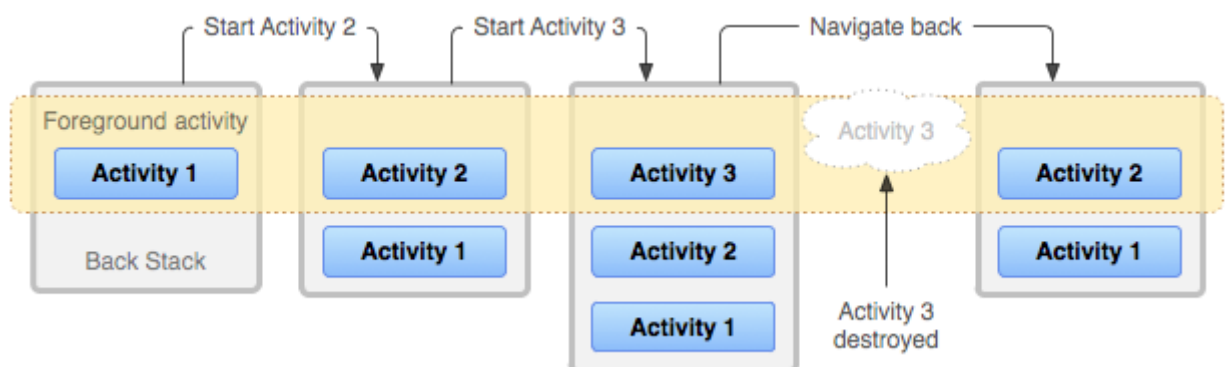 Start Activity 2
Start Activity 3
Navigate back
Foreground activity
Activity 1
Back Stack
Activity 2
Activity 1
Activity 3
Activity 2
Activity 1
Activity 3
Activity 3
destroyed
Activity 2
Activity 1